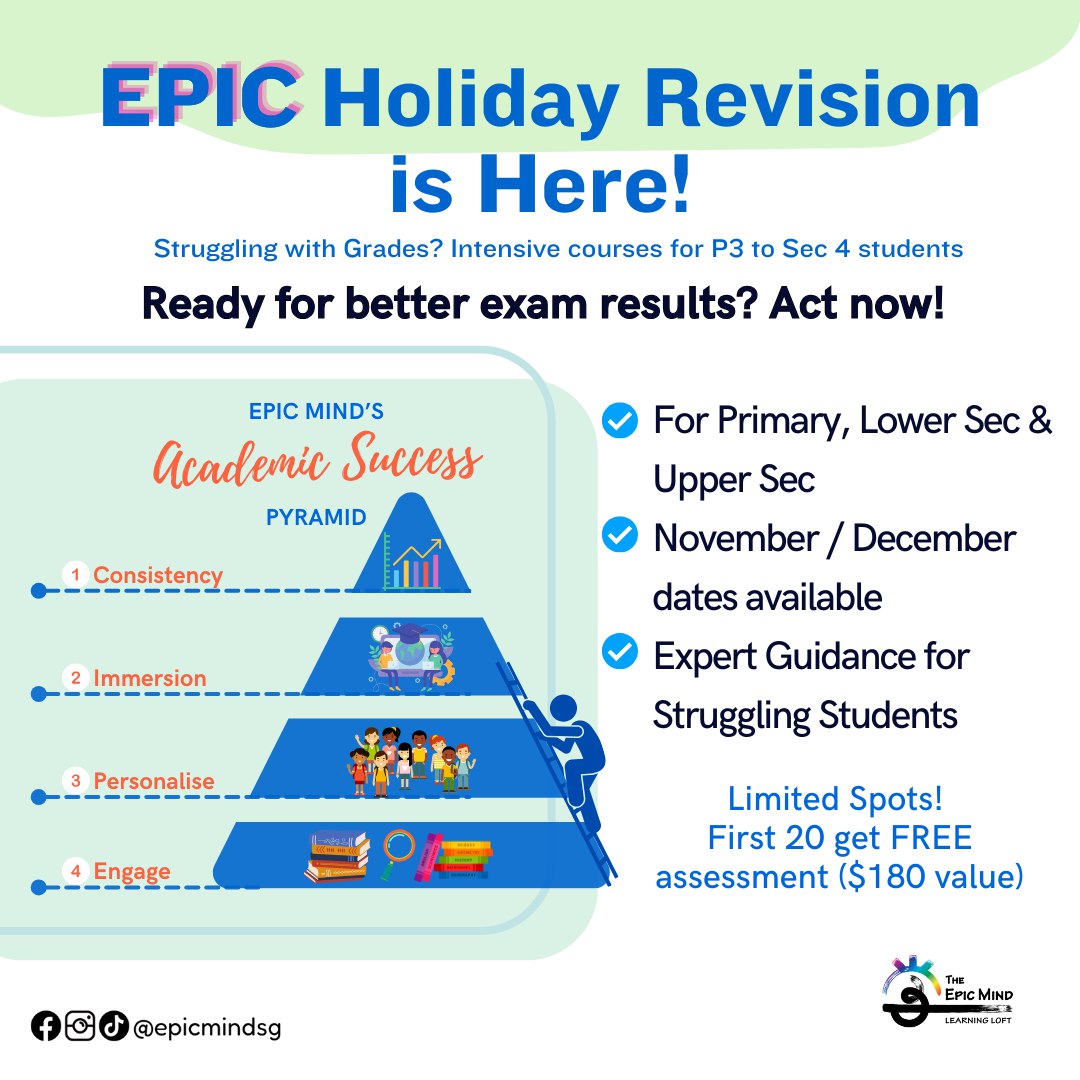 EPIC Holiday Revision
is Here!
Struggling with Grades? Intensive courses for P3 to Sec 4 students
Ready for better exam results? Act now!
EPIC MIND'S
Academic Success
PYRAMID
1 Consistency
2 Immersion
3 Personalise
4 Engage
For Primary, Lower Sec &
Upper Sec
November / December
dates available
Expert Guidance for
Struggling Students
Limited Spots!
First 20 get FREE
assessment ($180 value)
@epicmindsg
THE
EPIC MIND
LEARNING LOFT